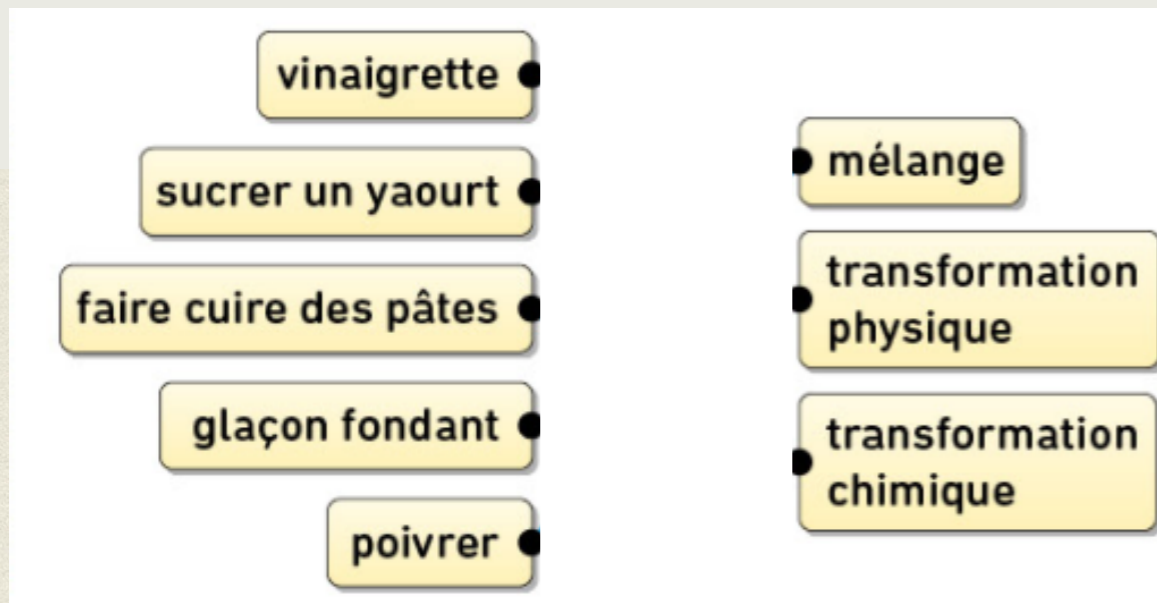 vinaigrette
sucrer un yaourt
faire cuire des pâtes
glaçon fondant
poivrer
mélange
transformation
physique
transformation
chimique